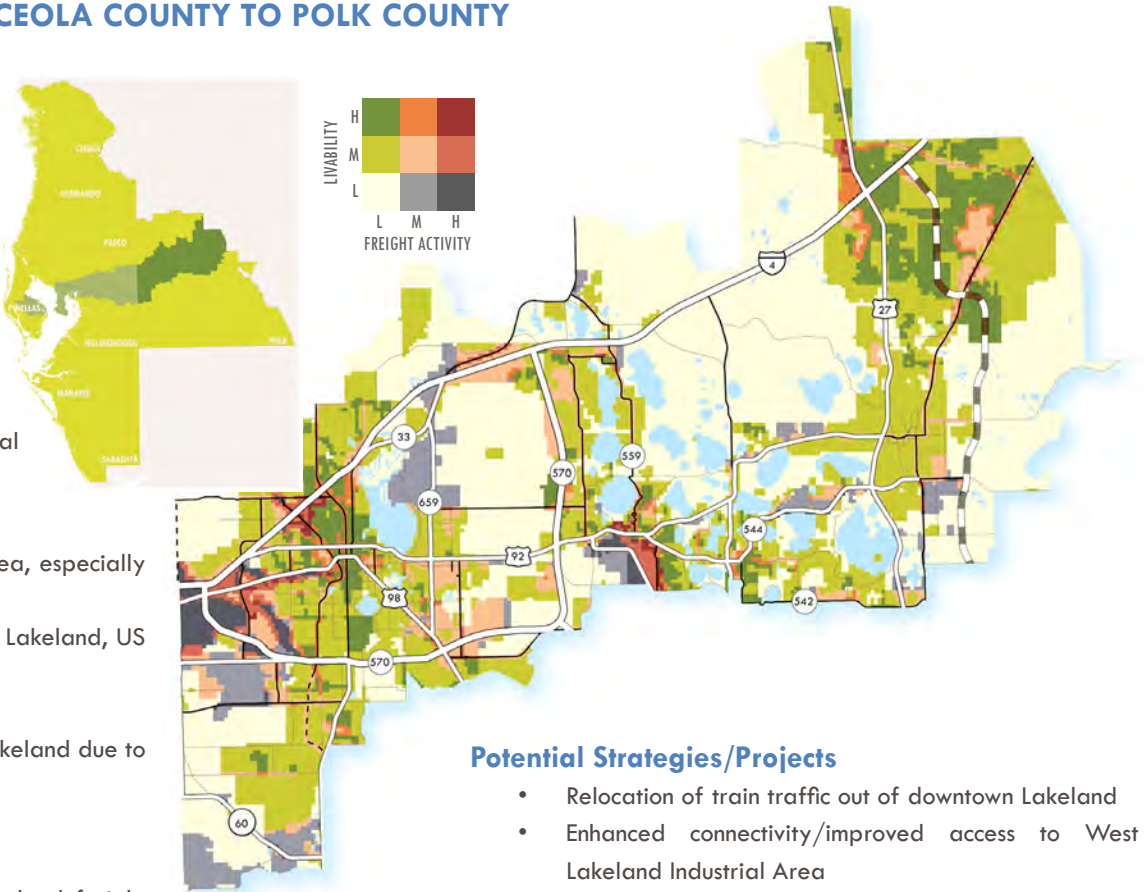 CEOLA COUNTY TO POLK COUNTY
CITRUS
HERNANDO
PASCO
PINELLAS
HILLSBOROUGH
POLK
MANATEE
SARASOTA
LIVABILITY
H
M
L
L M H
FREIGHT ACTIVITY
4
27
33
559
570
659
544
92
98
542
570
60
al
ea, especially
Lakeland, US
keland due to
Potential Strategies/Projects
• Relocation of train traffic out of downtown Lakeland
• Enhanced connectivity/improved access to West
Lakeland Industrial Area